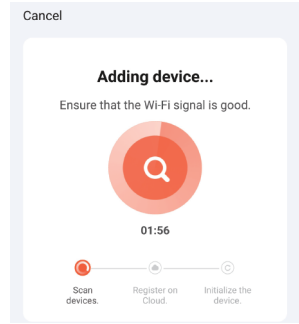 Cancel
Adding device...
Ensure that the Wi-Fi signal is good.
01:56
Scan
devices.
Register on
Cloud.
Initialize the
device.